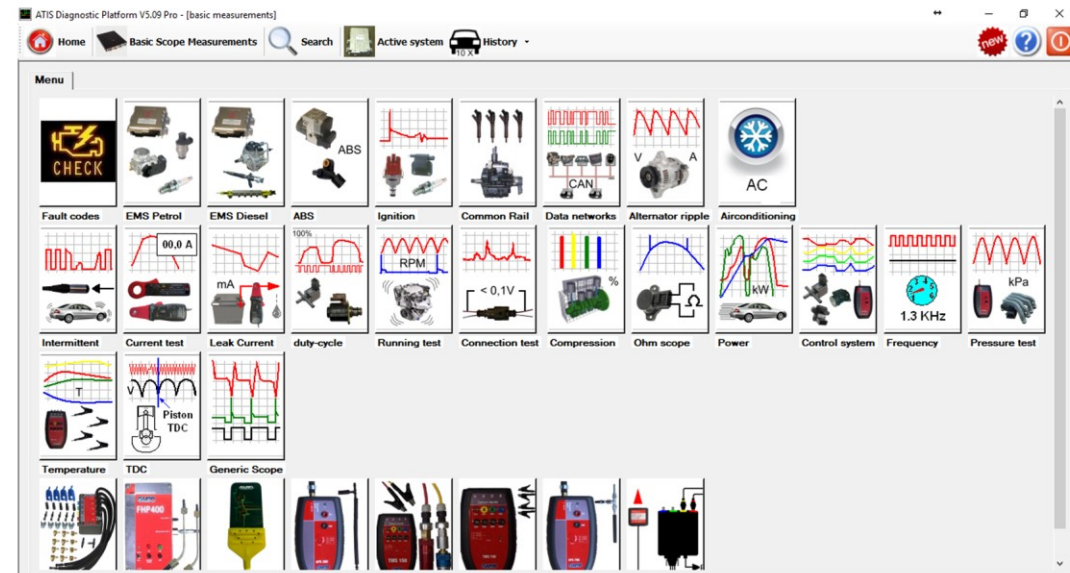 ATIS Diagnostic Platform V5.09 Pro - [basic measurements]
Home Basic Scope Measurements Search Active system 10 X History new ?
Menu
CHECK
ABS
CAN
V A
AC
Fault codes EMS Petrol EMS Diesel ABS Ignition Common Rail Data networks Alternator ripple Airconditioning
00,0 A
mA
100%
RPM
< 0,1V
%
Ω
kW
1.3 KHz
kPa
Intermittent Current test Leak Current duty-cycle Running test Connection test Compression Ohm scope Power Control system Frequency Pressure test
T
V
Piston
TDC
Temperature TDC Generic Scope
FHP400